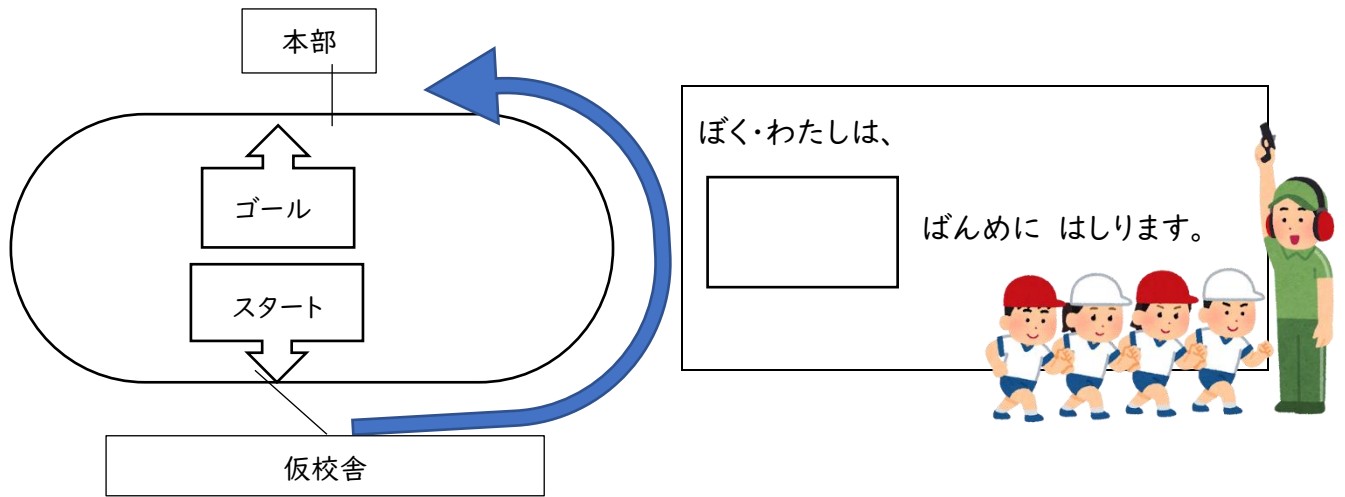 本部
ゴール
スタート
仮校舎
ぼく・わたしは、
ばんめに はしります。